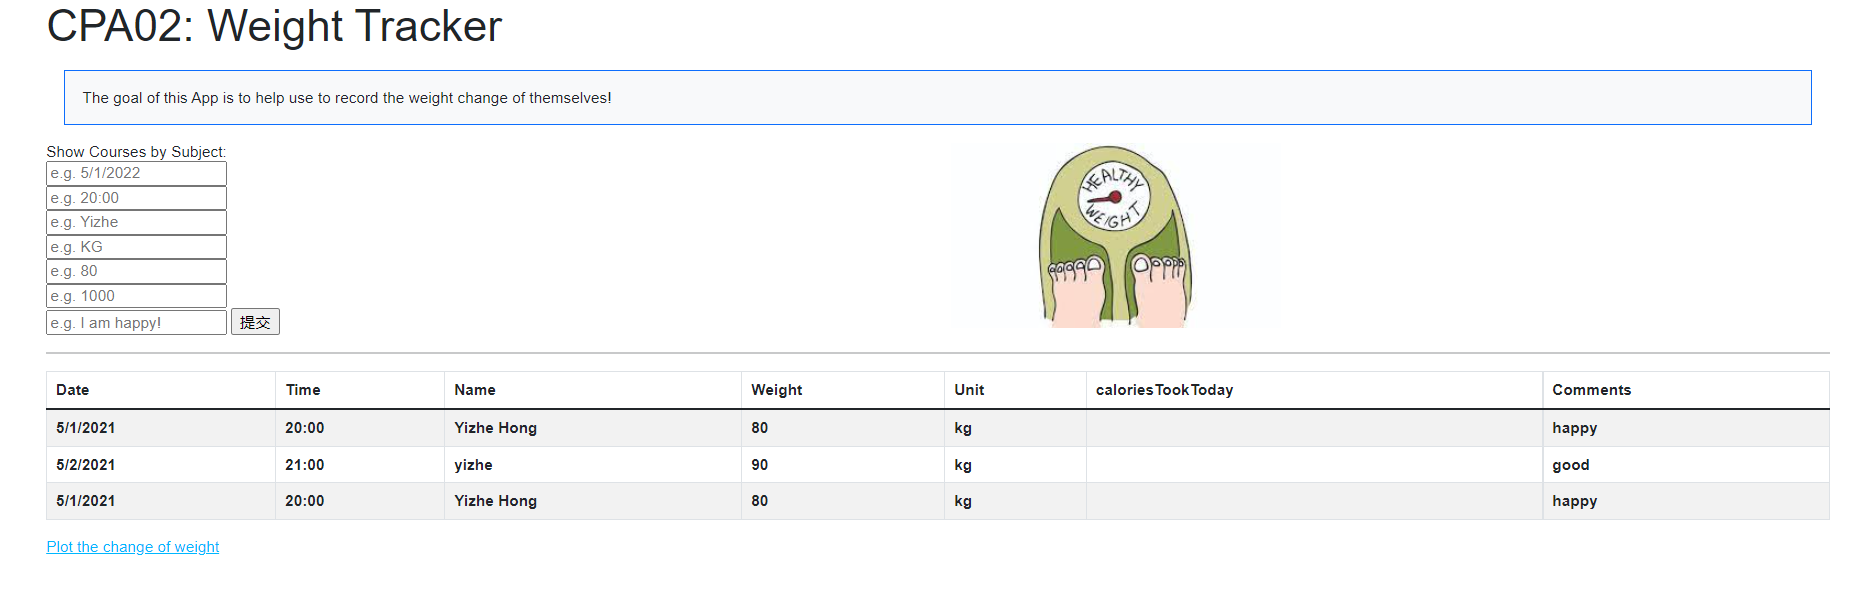 CPA02: Weight Tracker
The goal of this App is to help use to record the weight change of themselves!
Show Courses by Subject:
e.g. 5/1/2022
e.g. 20:00
e.g. Yizhe
e.g. KG
e.g. 80
e.g. 1000
e.g. I am happy! 提交
HEALTHY
WEIGHT
Date Time Name Weight Unit caloriesTookToday Comments
5/1/2021 20:00 Yizhe Hong 80 kg happy
5/2/2021 21:00 yizhe 90 kg good
5/1/2021 20:00 Yizhe Hong 80 kg happy
Plot the change of weight